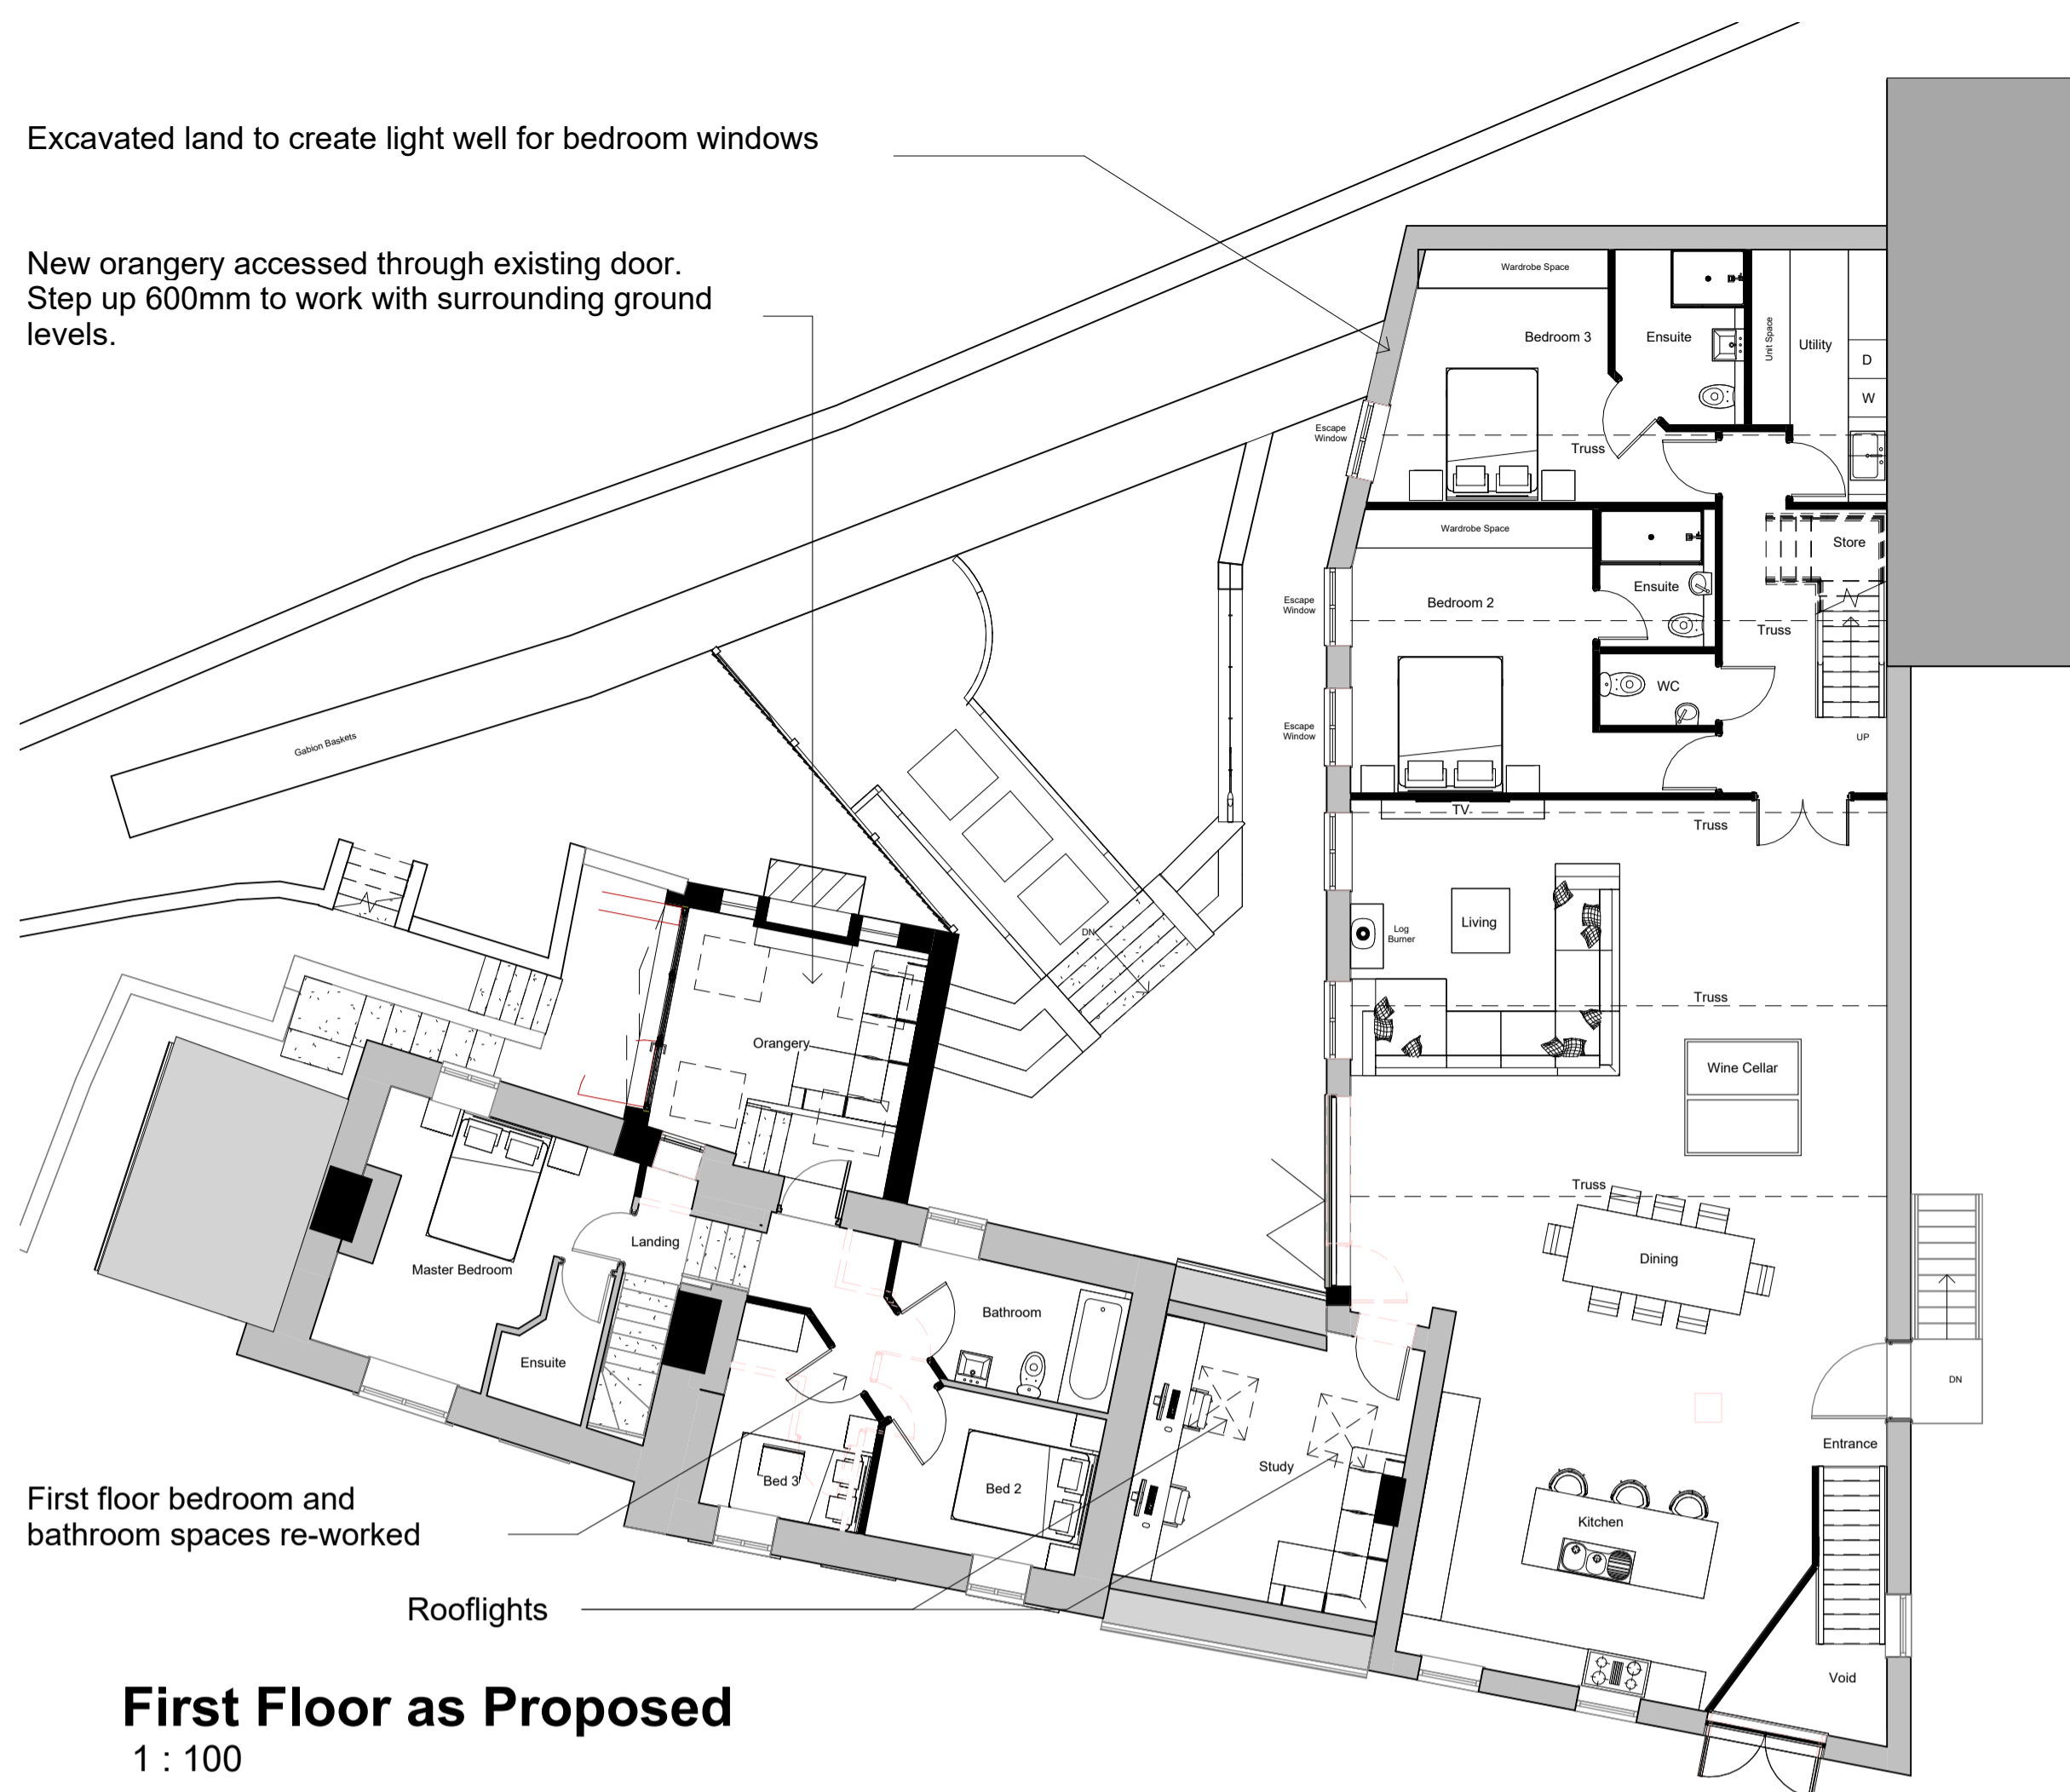 Excavated land to create light well for bedroom windows
New orangery accessed through existing door.
Step up 600mm to work with surrounding ground
levels.
Wardrobe Space
Bedroom 3
Ensuite
Unit Space
Utility
D
W
Escape
Window
Truss
Wardrobe Space
Store
Escape
Window
Bedroom 2
Ensuite
Truss
WC
Escape
Window
UP
Gabion Baskets
TV
Truss
Living
Log
Burner
DN
Truss
Orangery
Wine Cellar
Truss
Landing
Master Bedroom
Dining
Bathroom
Ensuite
DN
Entrance
Study
Bed 3
Bed 2
Kitchen
First floor bedroom and
bathroom spaces re-worked
Rooflights
Void
First Floor as Proposed
1 : 100